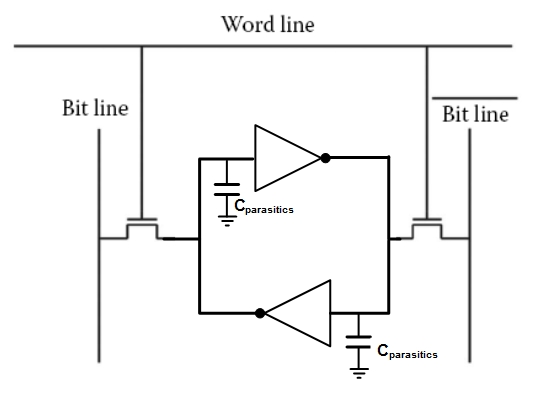 Word line
Bit line
Bit line
Cparasitics
Cparasitics